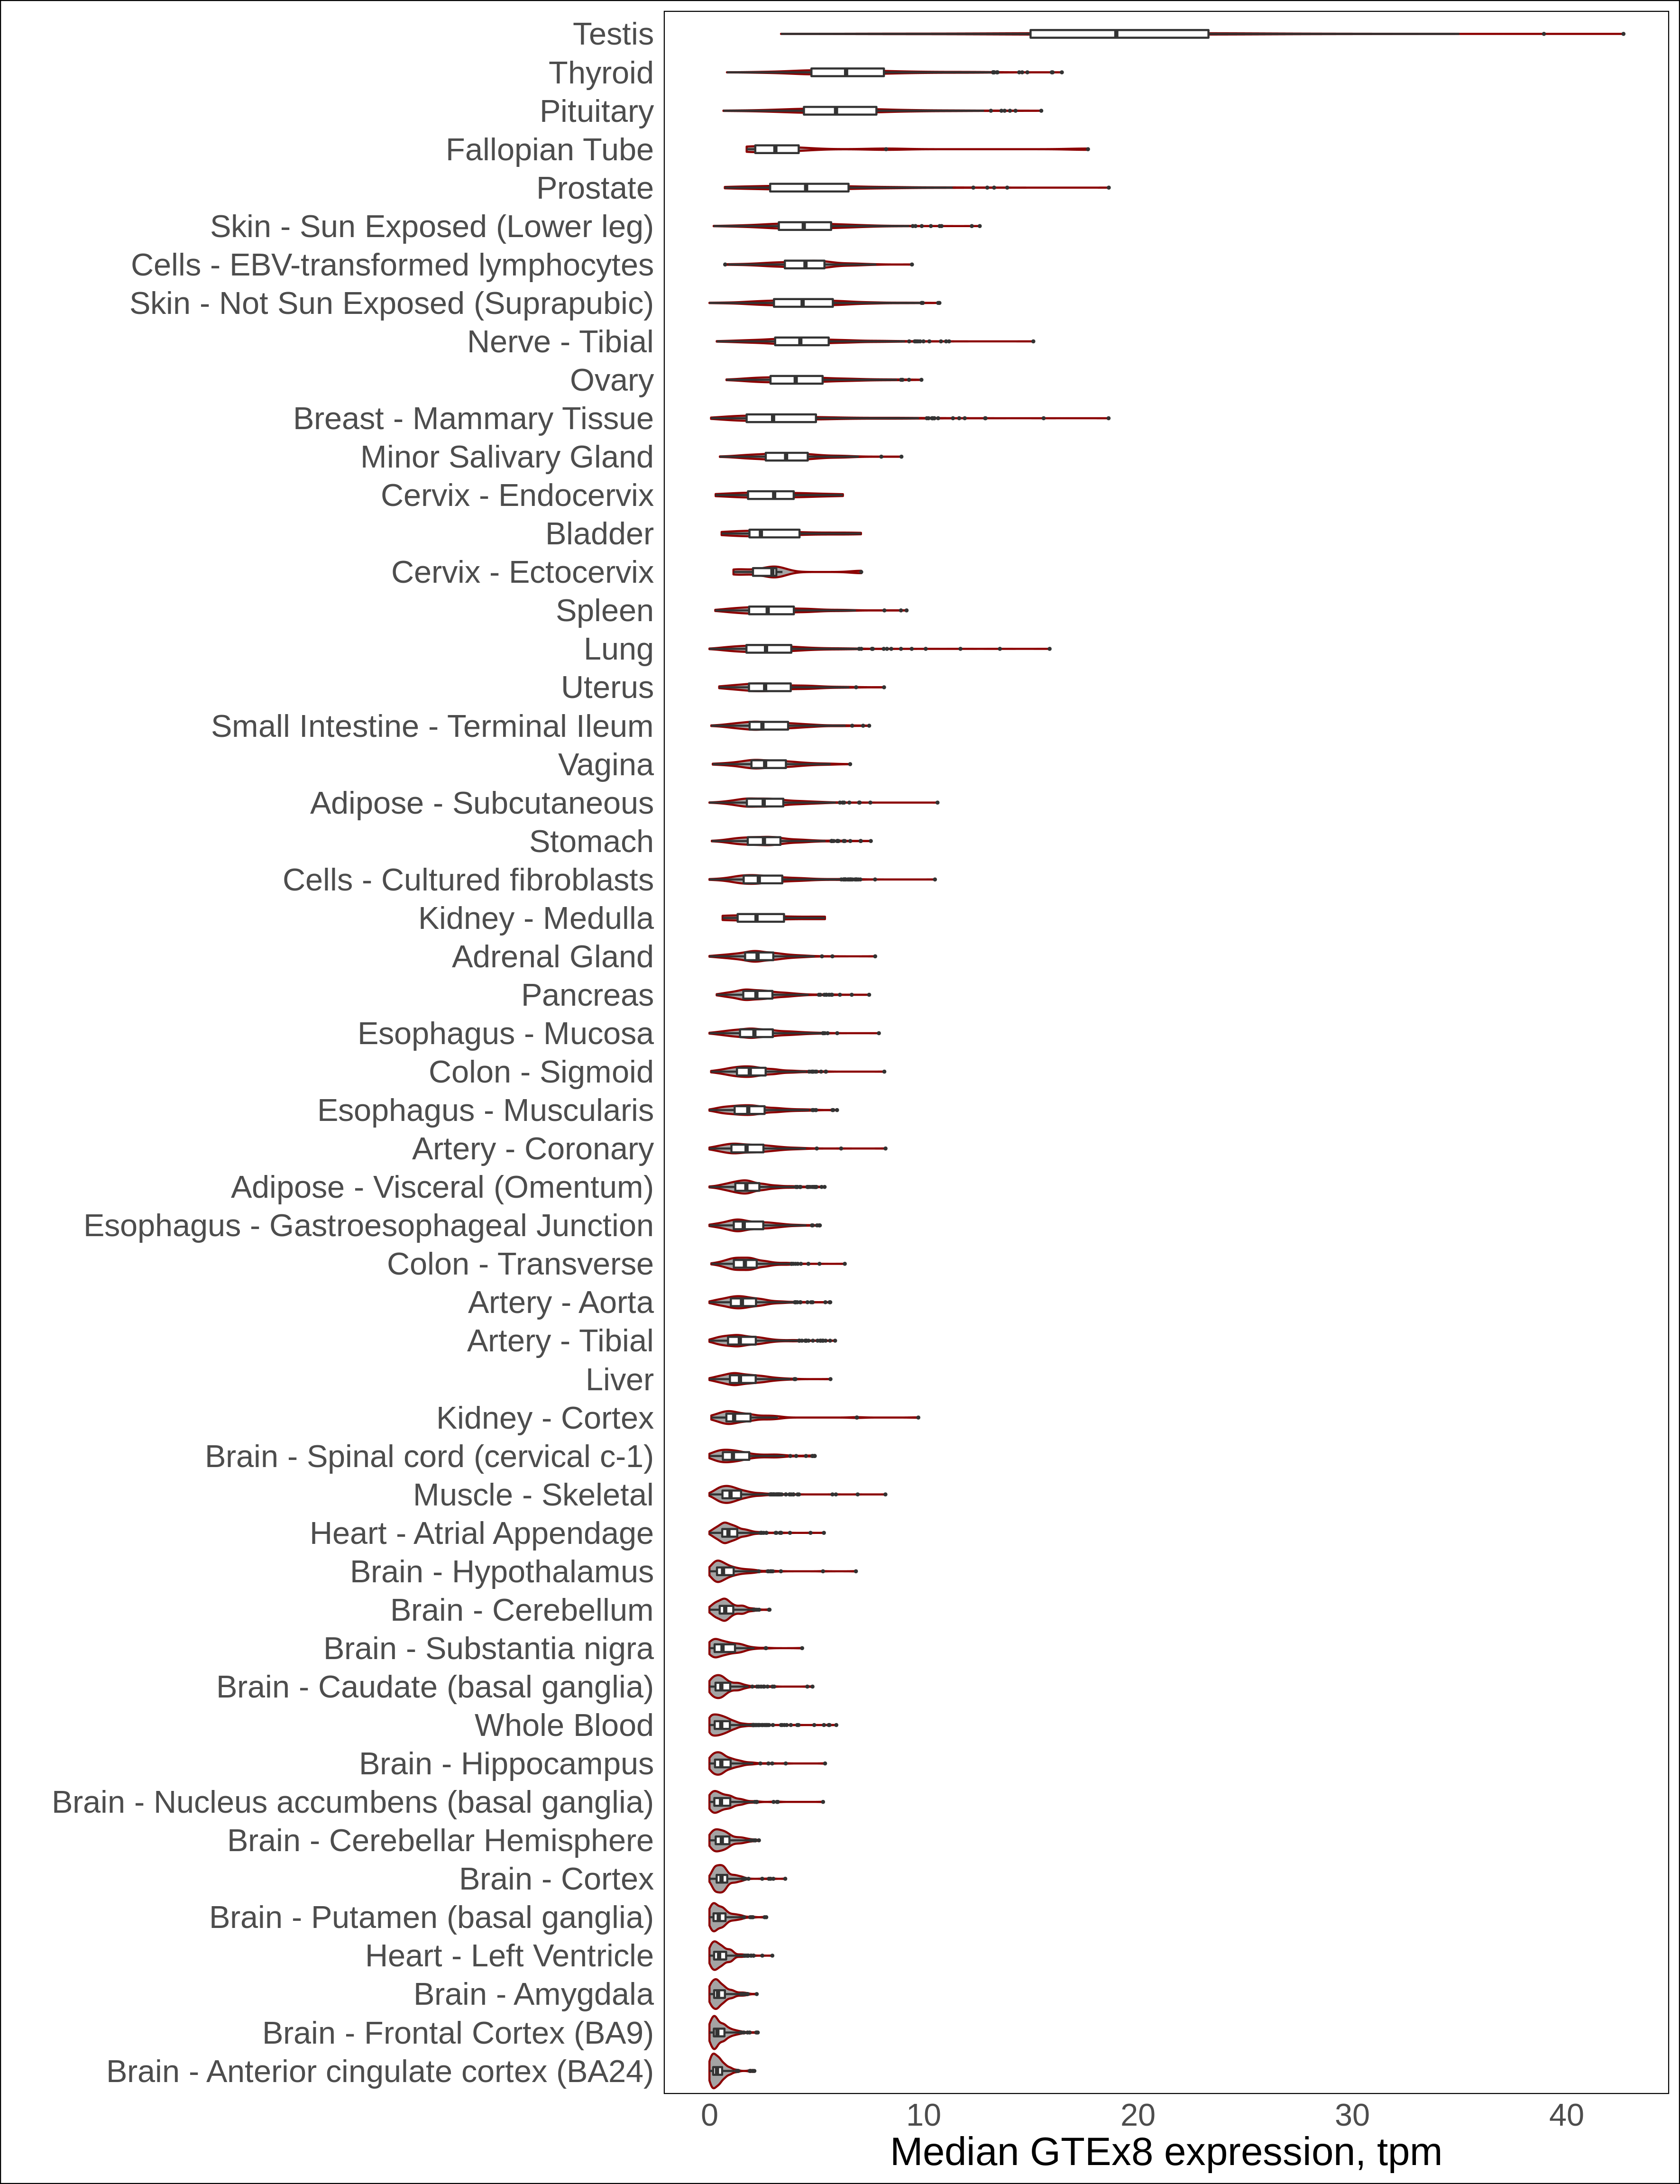 Testis
Thyroid
Pituitary
Fallopian Tube
Prostate
Skin - Sun Exposed (Lower leg)
Cells - EBV-transformed lymphocytes
Skin - Not Sun Exposed (Suprapubic)
Nerve - Tibial
Ovary
Breast - Mammary Tissue
Minor Salivary Gland
Cervix - Endocervix
Bladder
Cervix - Ectocervix
Spleen
Lung
Uterus
Small Intestine - Terminal Ileum
Vagina
Adipose - Subcutaneous
Stomach
Cells - Cultured fibroblasts
Kidney - Medulla
Adrenal Gland
Pancreas
Esophagus - Mucosa
Colon - Sigmoid
Esophagus - Muscularis
Artery - Coronary
Adipose - Visceral (Omentum)
Esophagus - Gastroesophageal Junction
Colon - Transverse
Artery - Aorta
Artery - Tibial
Liver
Kidney - Cortex
Brain - Spinal cord (cervical c-1)
Muscle - Skeletal
Heart - Atrial Appendage
Brain - Hypothalamus
Brain - Cerebellum
Brain - Substantia nigra
Brain - Caudate (basal ganglia)
Whole Blood
Brain - Hippocampus
Brain - Nucleus accumbens (basal ganglia)
Brain - Cerebellar Hemisphere
Brain - Cortex
Brain - Putamen (basal ganglia)
Heart - Left Ventricle
Brain - Amygdala
Brain - Frontal Cortex (BA9)
Brain - Anterior cingulate cortex (BA24)
0 10 20 30 40
Median GTEx8 expression, tpm